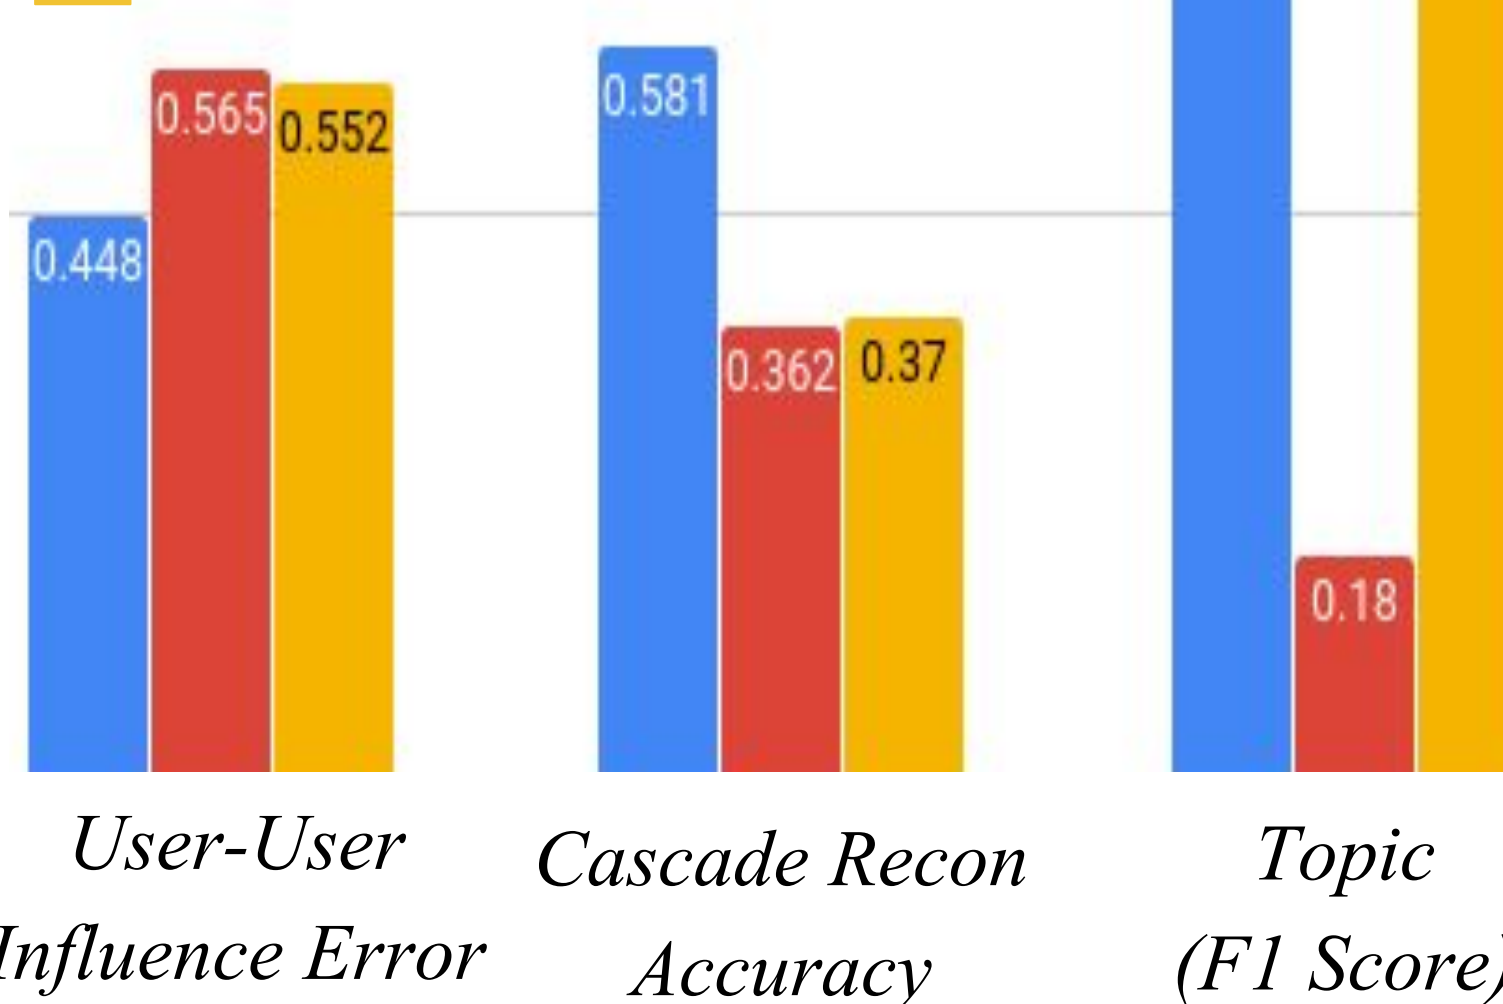 0.565
0.552
0.448
0.581
0.362
0.37
0.18
User-User
Influence Error
Cascade Recon
Accuracy
Topic
(F1 Score)